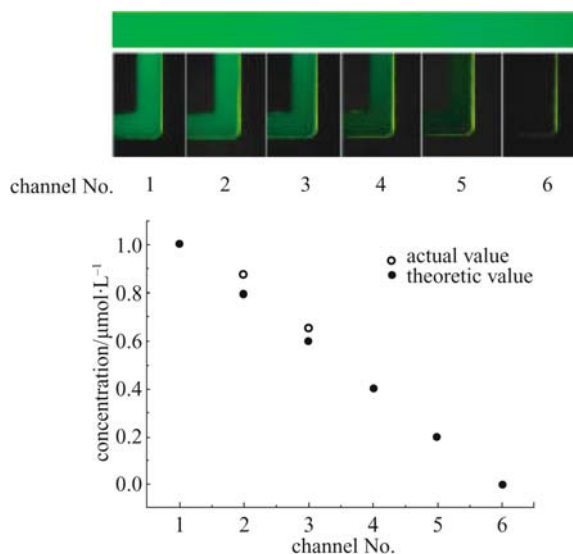 channel No. 1 2 3 4 5 6
concentration/μmol·L⁻¹
1.0
0.8
0.6
0.4
0.2
0.0
actual value
theoretic value
1 2 3 4 5 6
channel No.